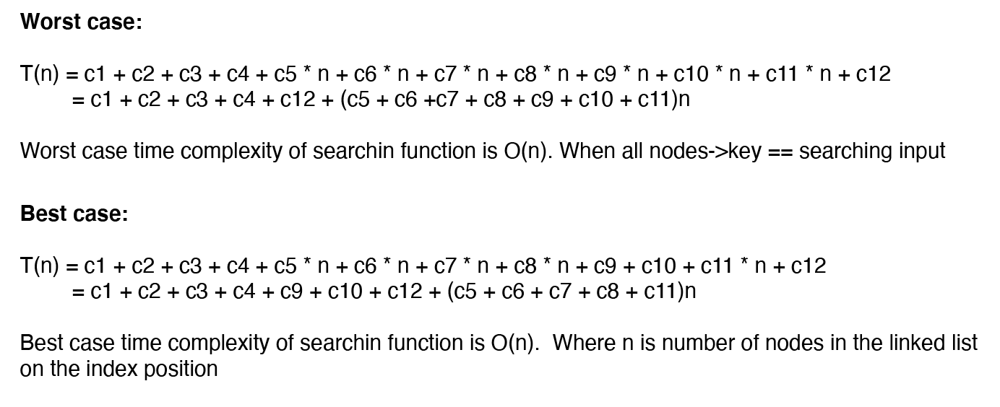 Worst case:
T(n) = c1 + c2 + c3 + c4 + c5 * n + c6 * n + c7 * n + c8 * n + c9 * n + c10 * n + c11 * n + c12
= c1 + c2 + c3 + c4 + c12 + (c5 + c6 +c7 + c8 + c9 + c10 + c11)n
Worst case time complexity of searchin function is O(n). When all nodes->key == searching input
Best case:
T(n) = c1 + c2 + c3 + c4 + c5 * n + c6 * n + c7 * n + c8 * n + c9 + c10 + c11 * n + c12
= c1 + c2 + c3 + c4 + c9 + c10 + c12 + (c5 + c6 + c7 + c8 + c11)n
Best case time complexity of searchin function is O(n).  Where n is number of nodes in the linked list
on the index position